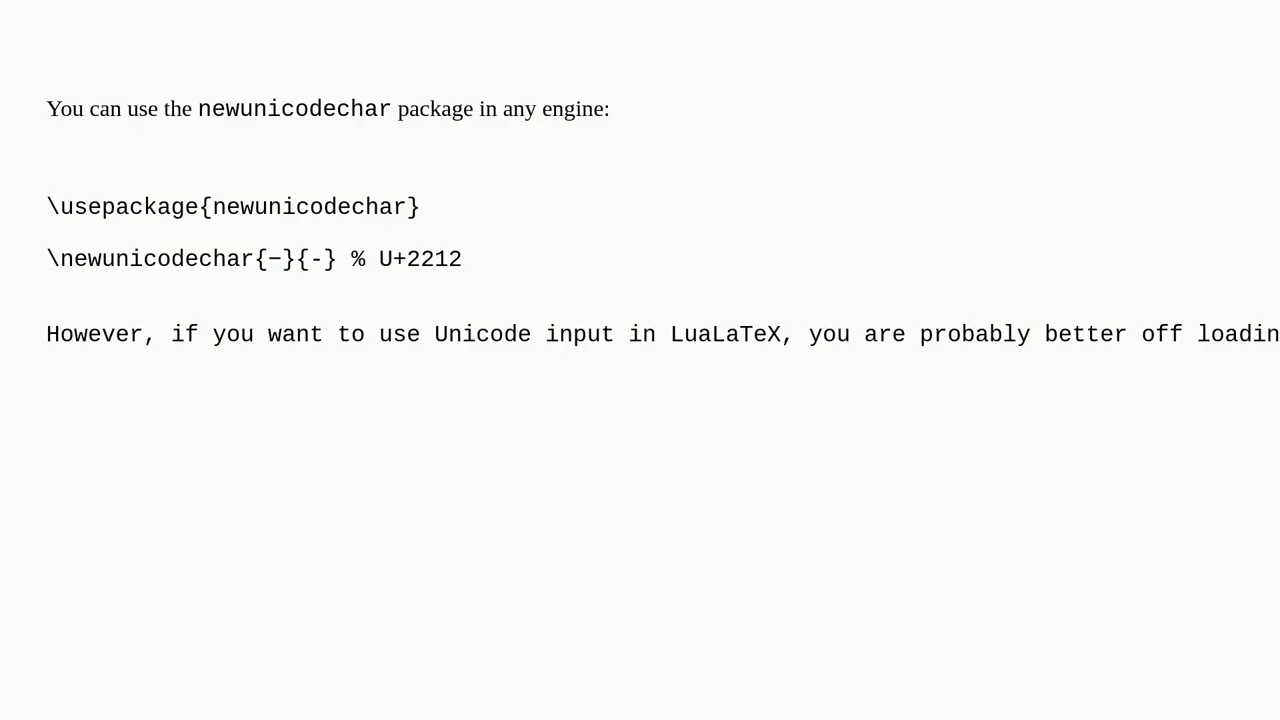 You can use the newunicodechar package in any engine:
\usepackage{newunicodechar}
\newunicodechar{−}{-} % U+2212
However, if you want to use Unicode input in LuaLaTeX, you are probably better off loadin